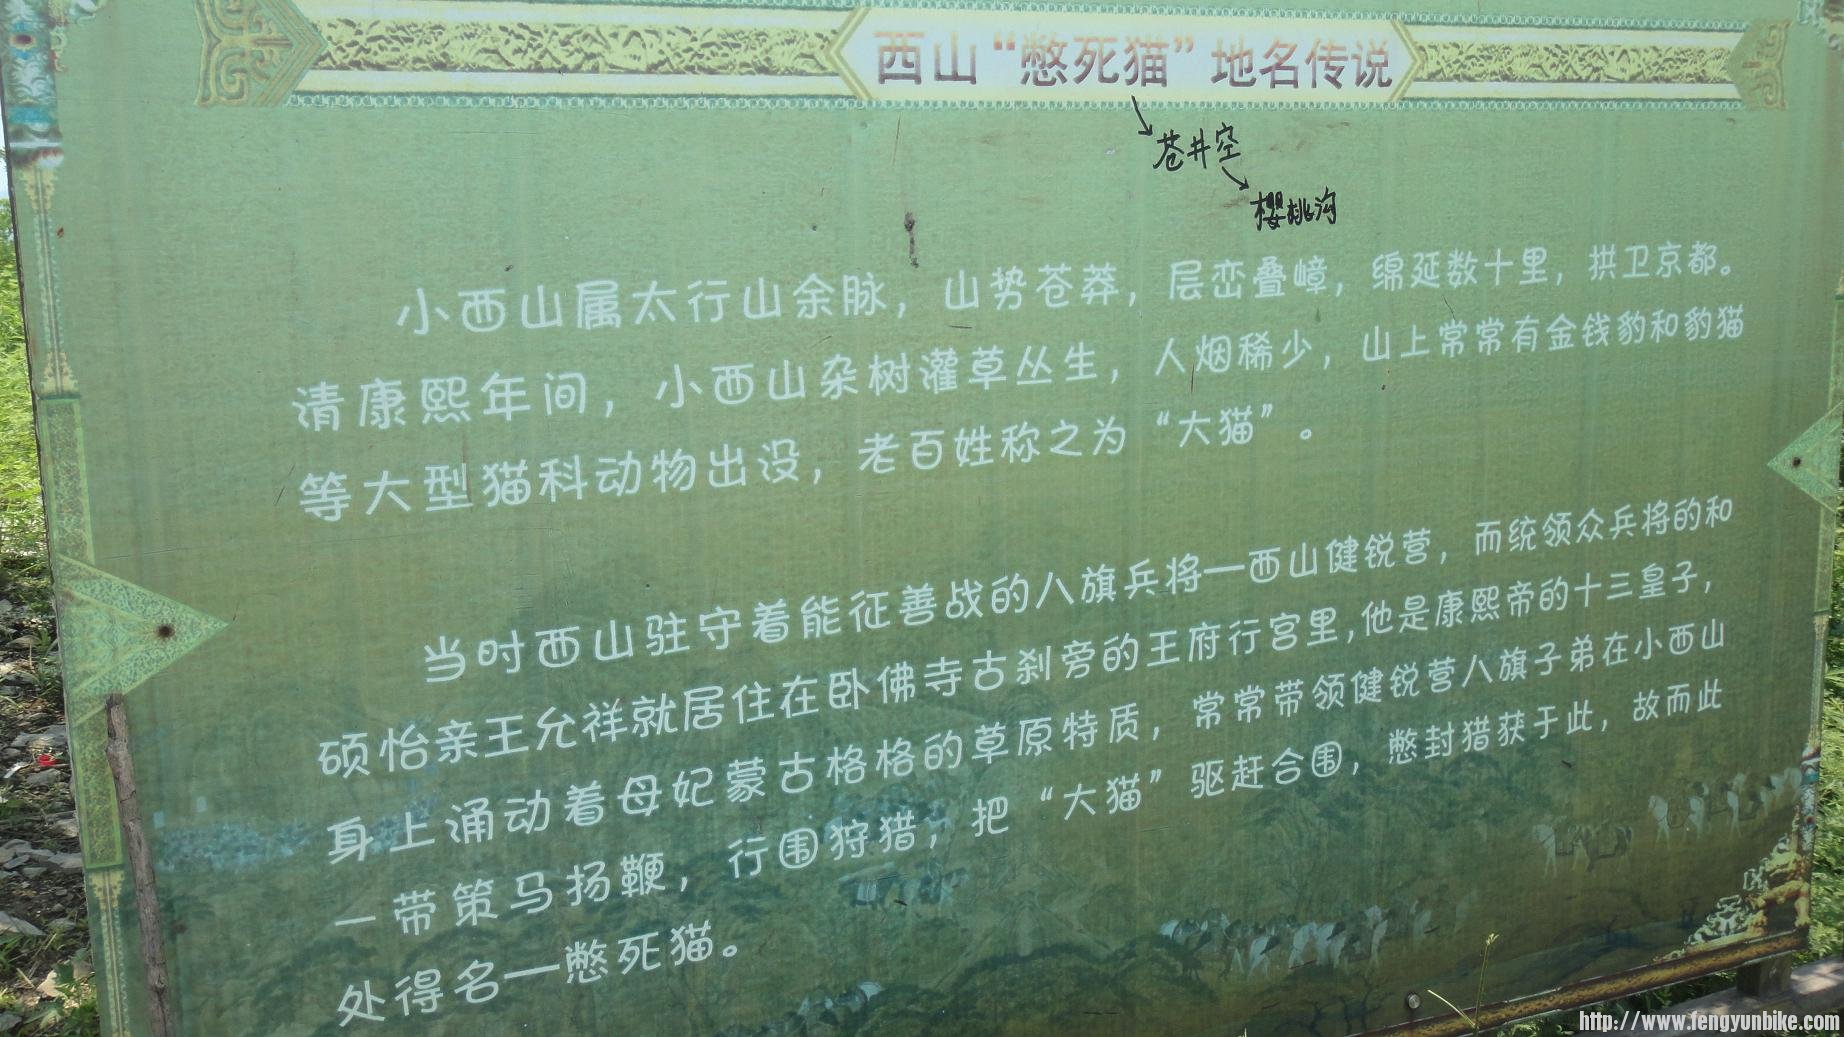 西山“憋死猫”地名传说
苍井空
樱桃沟
小西山属太行山余脉，山势苍莽，层峦叠嶂，绵延数十里，拱卫京都。
清康熙年间，小西山杂树灌草丛生，人烟稀少，山上常常有金钱豹和豹猫
等大型猫科动物出没，老百姓称之为“大猫”。
当时西山驻守着能征善战的八旗兵将—西山健锐营，而统领众兵将的和
硕怡亲王允祥就居住在卧佛寺古刹旁的王府行宫里，他是康熙帝的十三皇子，
身上涌动着母妃蒙古格格的草原特质，常常带领健锐营八旗子弟在小西山
一带策马扬鞭，行围狩猎，把“大猫”驱赶合围，憋封猎获于此，故而此
处得名—憋死猫。
http://www.fengyunbike.com